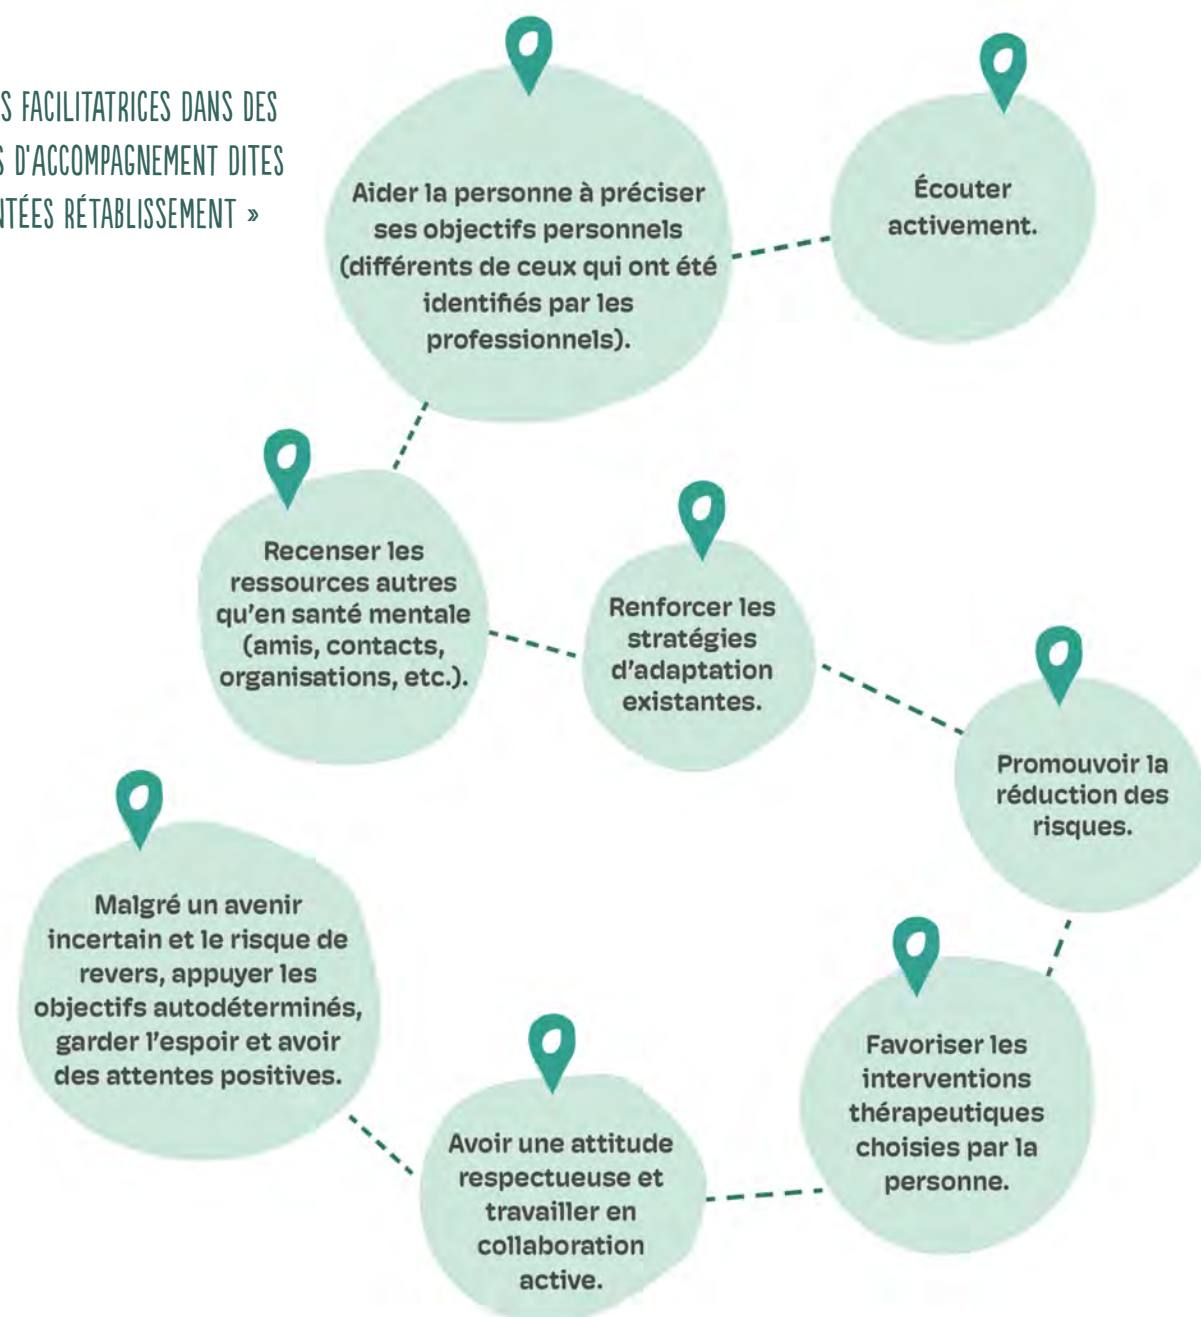 S FACILITATRICES DANS DES
S D'ACCOMPAGNEMENT DITES
NTÉES RÉTABLISSEMENT »
Écouter
activement.
Aider la personne à préciser
ses objectifs personnels
(différents de ceux qui ont été
identifiés par les
professionnels).
Recenser les
ressources autres
qu'en santé mentale
(amis, contacts,
organisations, etc.).
Renforcer les
stratégies
d'adaptation
existantes.
Promouvoir la
réduction des
risques.
Favoriser les
interventions
thérapeutiques
choisies par la
personne.
Avoir une attitude
respectueuse et
travailler en
collaboration
active.
Malgré un avenir
incertain et le risque de
revers, appuyer les
objectifs autodéterminés,
garder l'espoir et avoir
des attentes positives.